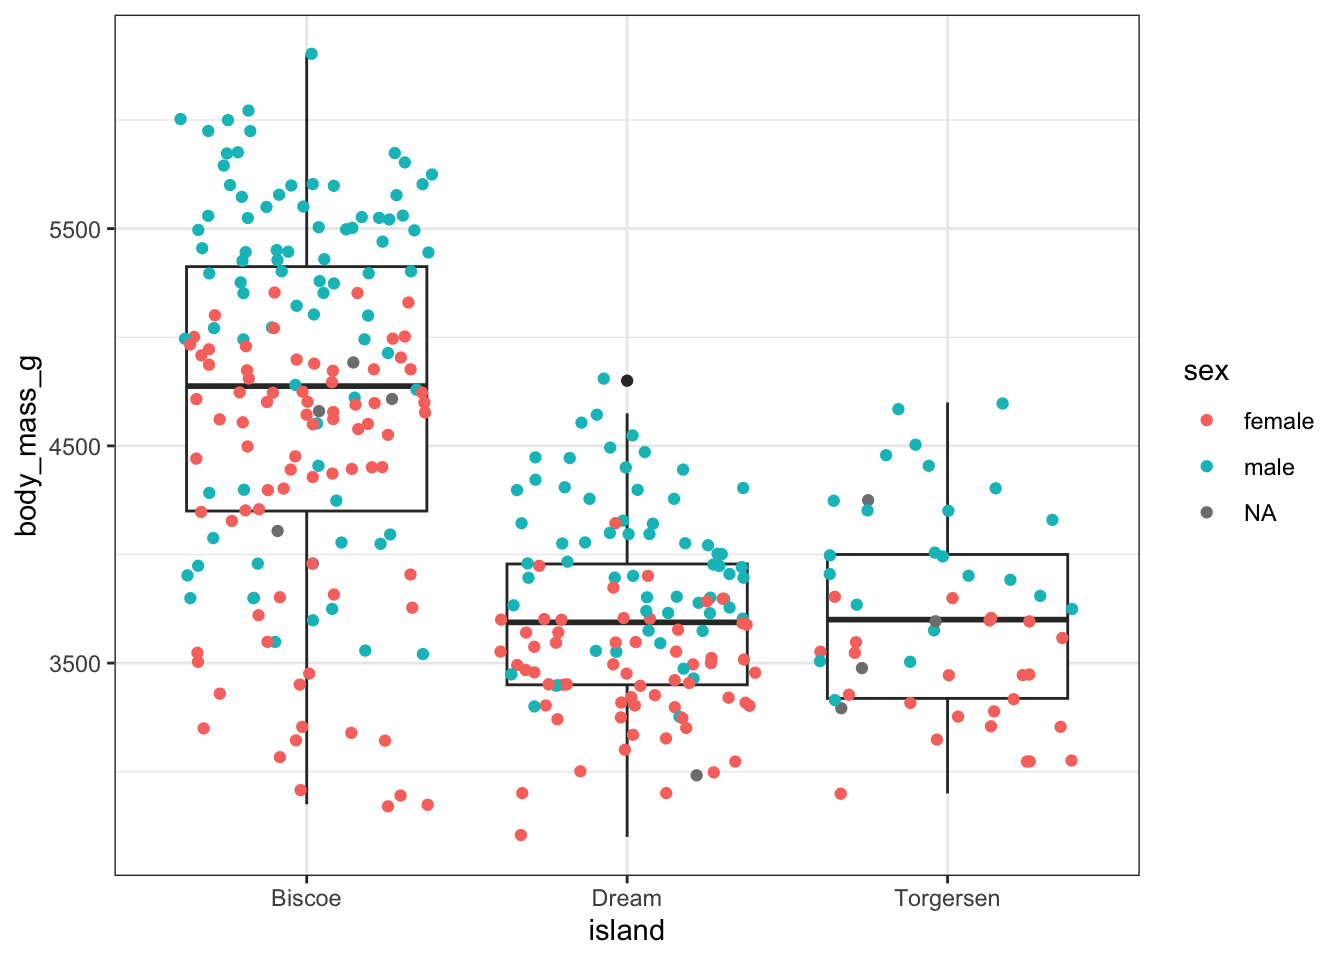 body_mass_g
5500
4500
3500
Biscoe
Dream
Torgersen
island
sex
female
male
NA